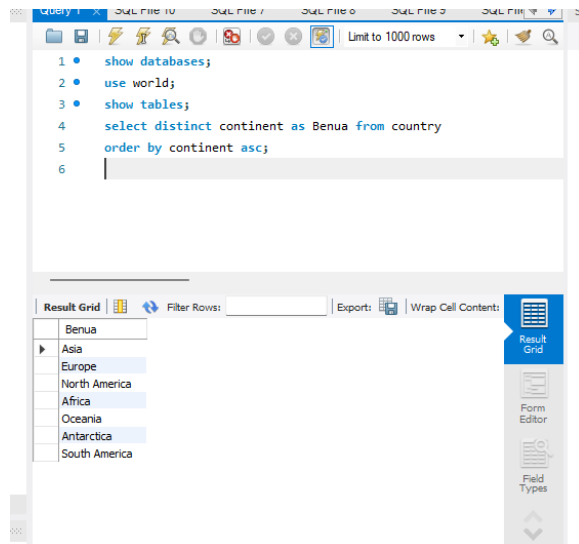 Query 1 × SQL File 10 SQL File 7 SQL File 8 SQL File 9 SQL File
Limit to 1000 rows
1 show databases;
2 use world;
3 show tables;
4 select distinct continent as Benua from country
5 order by continent asc;
6
Result Grid Filter Rows: Export: Wrap Cell Content:
Benua
Asia
Europe
North America
Africa
Oceania
Antarctica
South America
Result
Grid
Form
Editor
Field
Types